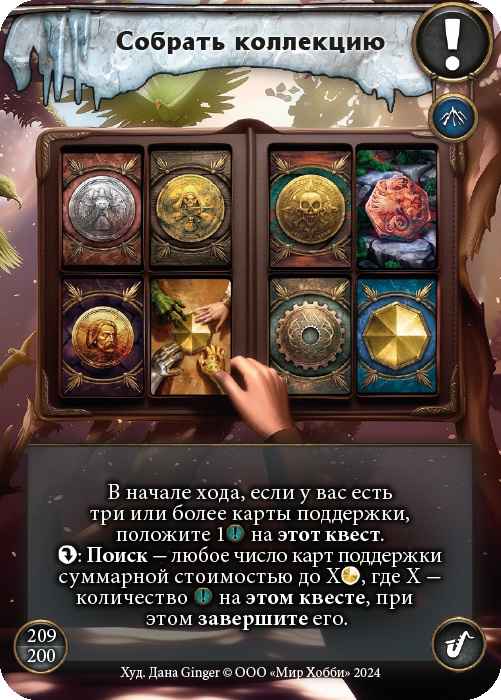 Собрать коллекцию
В начале хода, если у вас есть
три или более карты поддержки,
положите 1 на этот квест.
: Поиск — любое число карт поддержки
суммарной стоимостью до X, где X —
количество на этом квесте, при
этом завершите его.
209
200
Худ. Дана Ginger © ООО «Мир Хобби» 2024